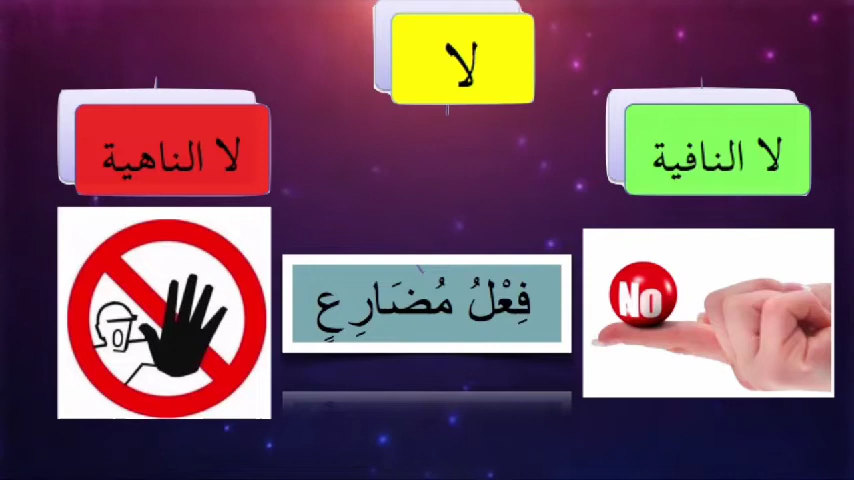 لا
لا النافية
لا الناهية
فِعْلُ مُضَارِعٍ
No